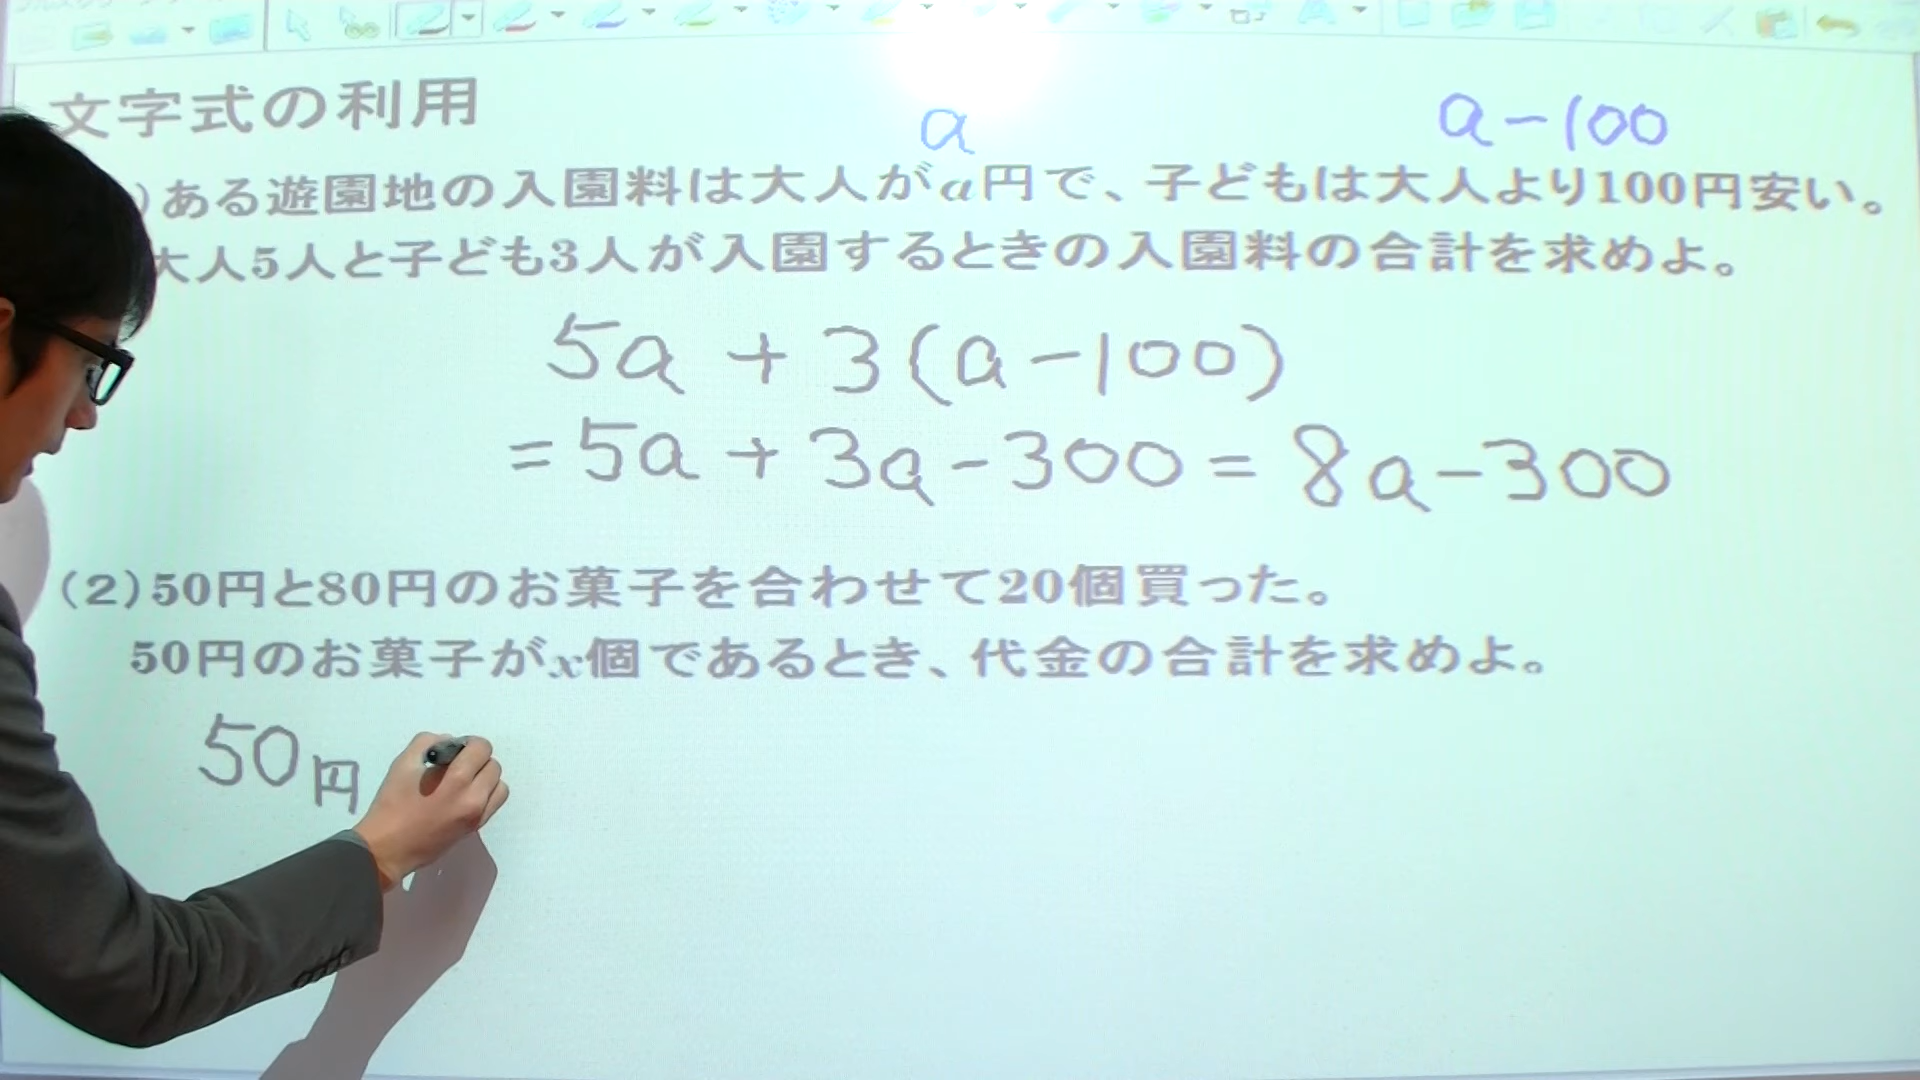 文字式の利用
a
a-100
)ある遊園地の入園料は大人がa円で、子どもは大人より100円安い。
大人5人と子ども3人が入園するときの入園料の合計を求めよ。
5a + 3(a-100)
=5a + 3a-300 = 8a-300
(2)50円と80円のお菓子を合わせて20個買った。
50円のお菓子がx個であるとき、代金の合計を求めよ。
50円